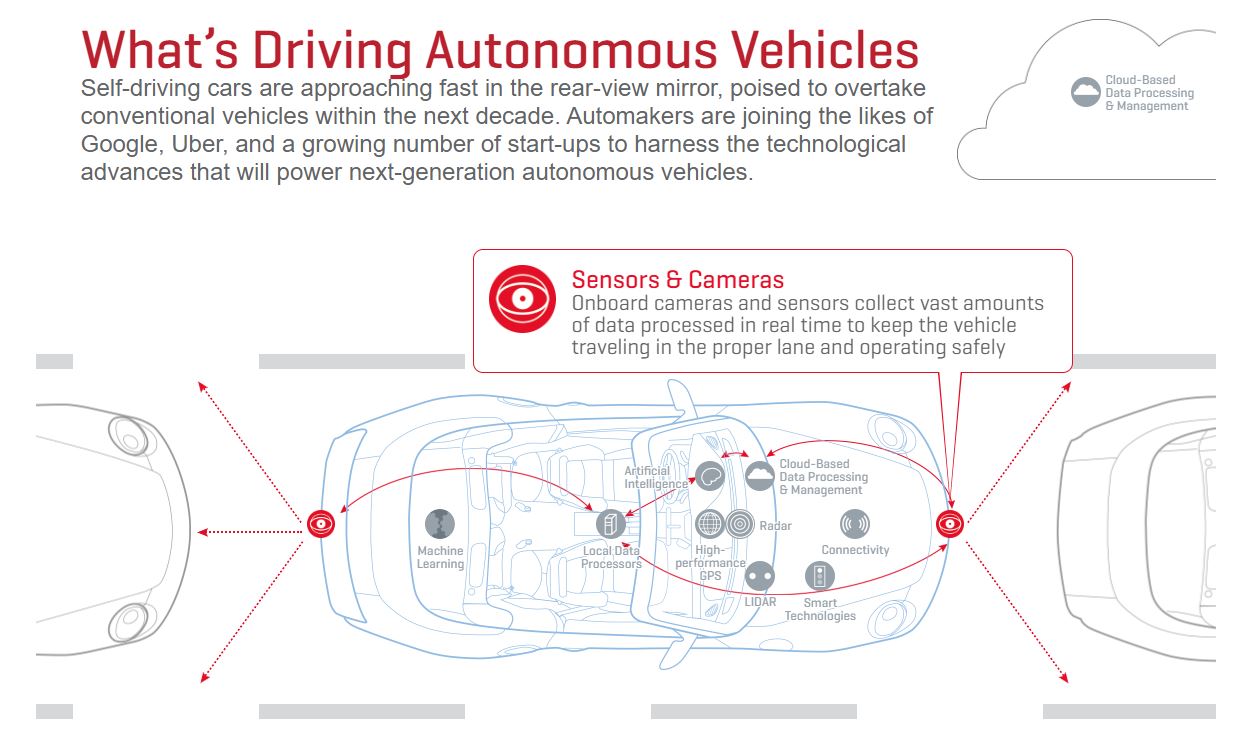 What's Driving Autonomous Vehicles
Self-driving cars are approaching fast in the rear-view mirror, poised to overtake
conventional vehicles within the next decade. Automakers are joining the likes of
Google, Uber, and a growing number of start-ups to harness the technological
advances that will power next-generation autonomous vehicles.
Cloud-Based
Data Processing
& Management
Sensors & Cameras
Onboard cameras and sensors collect vast amounts
of data processed in real time to keep the vehicle
traveling in the proper lane and operating safely
Artificial
Intelligence
Cloud-Based
Data Processing
& Management
Machine
Learning
Local Data
Processors
High-
performance
GPS
Radar
Connectivity
LIDAR
Smart
Technologies